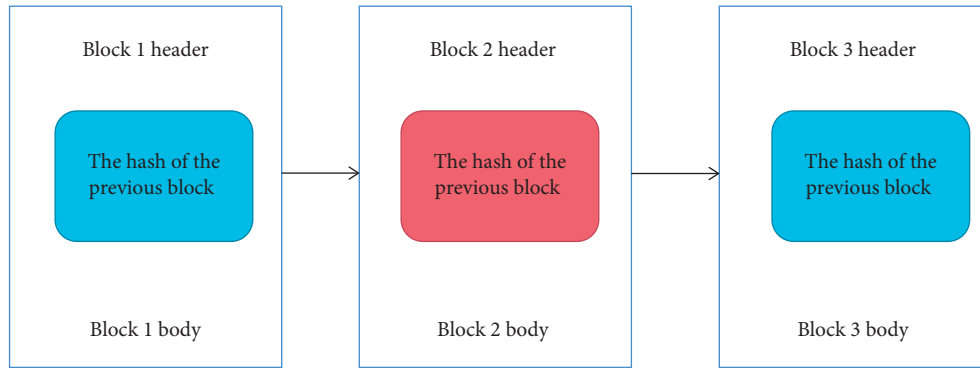 Block 1 header
The hash of the
previous block
Block 1 body
Block 2 header
The hash of the
previous block
Block 2 body
Block 3 header
The hash of the
previous block
Block 3 body